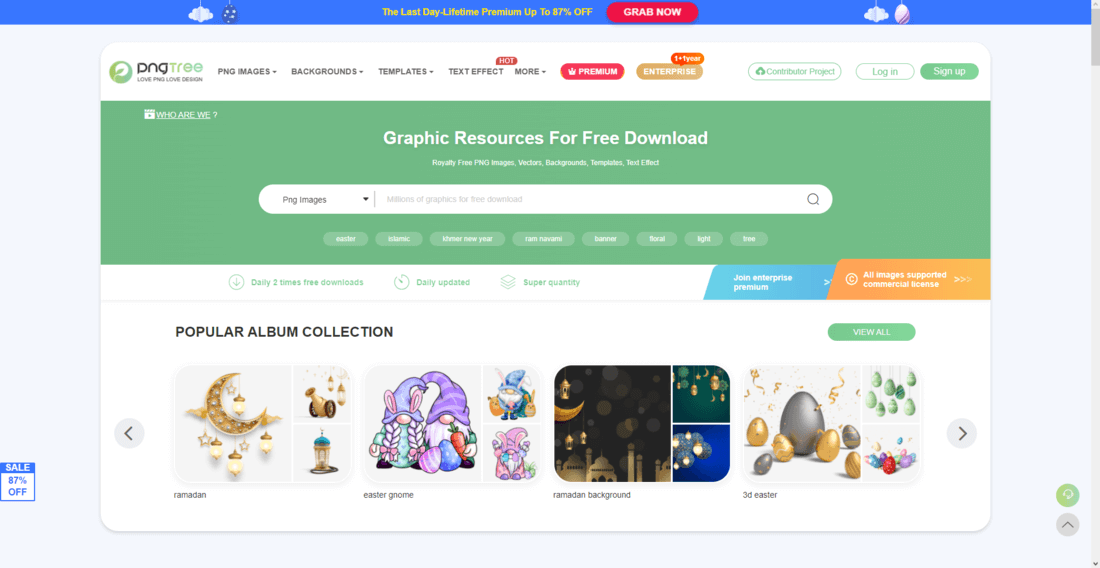 The Last Day-Lifetime Premium Up To 87% OFF GRAB NOW
pngtree
LOVE PNG LOVE DESIGN
PNG IMAGES BACKGROUNDS TEMPLATES TEXT EFFECT HOT MORE PREMIUM ENTERPRISE 1+1year Contributor Project Log in Sign up
WHO ARE WE ?
Graphic Resources For Free Download
Royalty Free PNG Images, Vectors, Backgrounds, Templates, Text Effect
Png Images Millions of graphics for free download
easter islamic khmer new year ram navami banner floral light tree
Daily 2 times free downloads Daily updated Super quantity
Join enterprise
premium >
© All images supported
commercial license >>>
POPULAR ALBUM COLLECTION VIEW ALL
ramadan easter gnome ramadan background 3d easter
SALE
87%
OFF